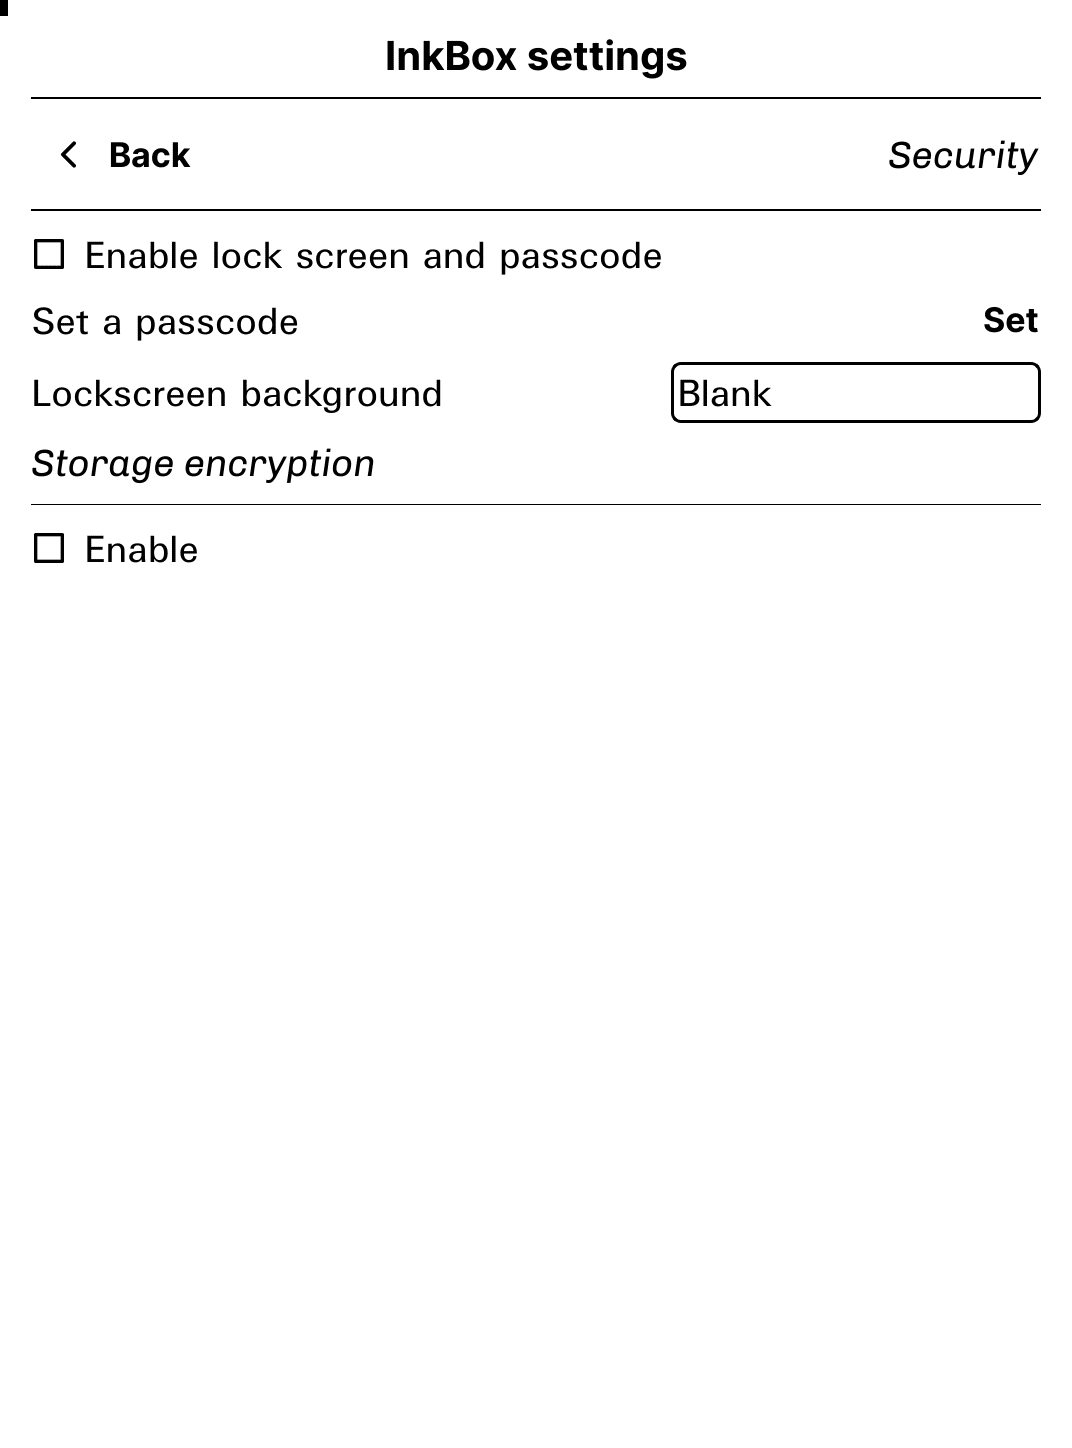 InkBox settings
Back
Security
Enable lock screen and passcode
Set a passcode
Set
Lockscreen background
Blank
Storage encryption
Enable